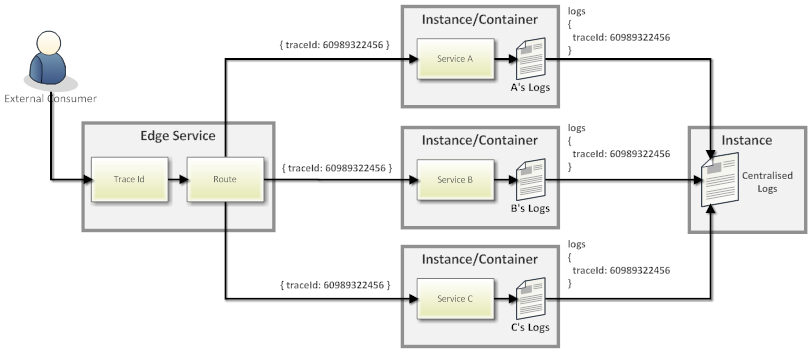 External Consumer
Edge Service
Trace Id
Route
{ traceId: 60989322456 }
Instance/Container
Service A
A's Logs
logs
{
traceId: 60989322456
}
{ traceId: 60989322456 }
Instance/Container
Service B
B's Logs
logs
{
traceId: 60989322456
}
{ traceId: 60989322456 }
Instance/Container
Service C
C's Logs
logs
{
traceId: 60989322456
}
Instance
Centralised
Logs